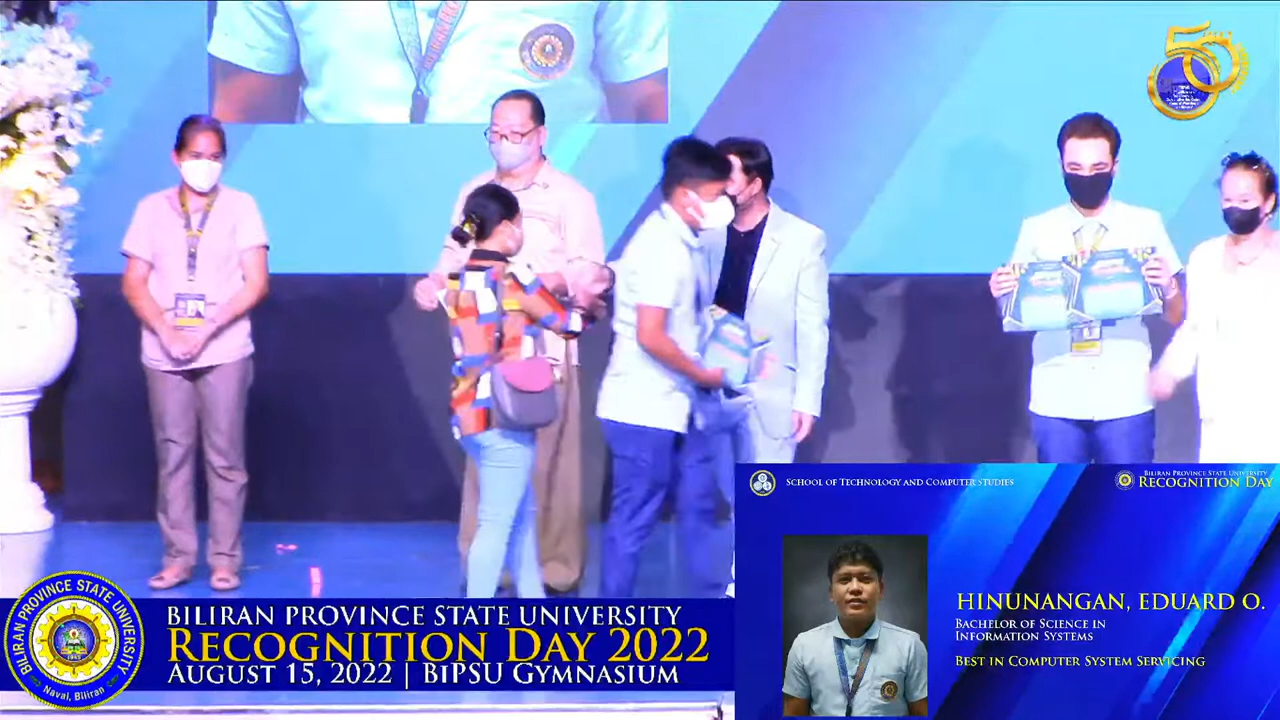 50
SCHOOL OF TECHNOLOGY AND COMPUTER STUDIES
BILIRAN PROVINCE STATE UNIVERSITY
RECOGNITION DAY
HINUNANGAN, EDUARD O.
BACHELOR OF SCIENCE IN
INFORMATION SYSTEMS
BEST IN COMPUTER SYSTEM SERVICING
BILIRAN PROVINCE STATE UNIVERSITY
Naval, Biliran
BILIRAN PROVINCE STATE UNIVERSITY
RECOGNITION DAY 2022
AUGUST 15, 2022 | BIPSU GYMNASIUM